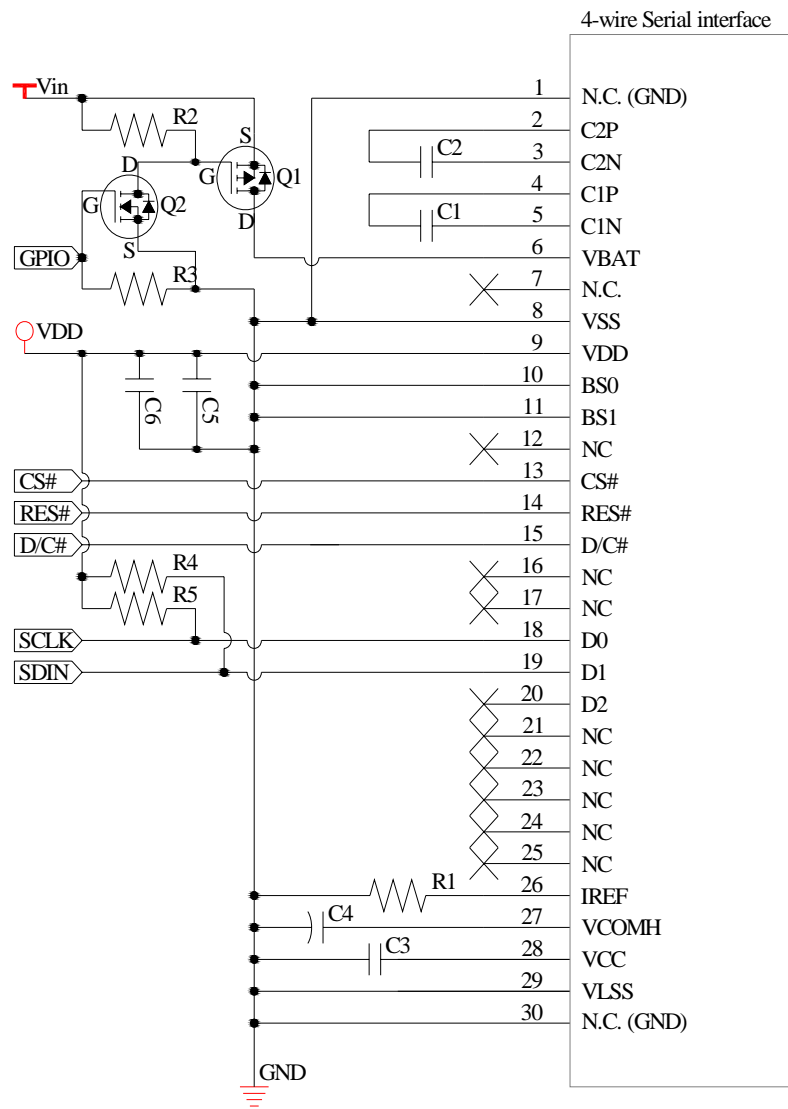 4-wire Serial interface
Vin
R2
S
D
G
Q1
G
Q2
D
S
GPIO
R3
VDD
C6
C5
CS#
RES#
D/C#
R4
R5
SCLK
SDIN
C2
C1
R1
C4
C3
GND
1 N.C. (GND)
2 C2P
3 C2N
4 C1P
5 C1N
6 VBAT
7 N.C.
8 VSS
9 VDD
10 BS0
11 BS1
12 NC
13 CS#
14 RES#
15 D/C#
16 NC
17 NC
18 D0
19 D1
20 D2
21 NC
22 NC
23 NC
24 NC
25 NC
26 IREF
27 VCOMH
28 VCC
29 VLSS
30 N.C. (GND)